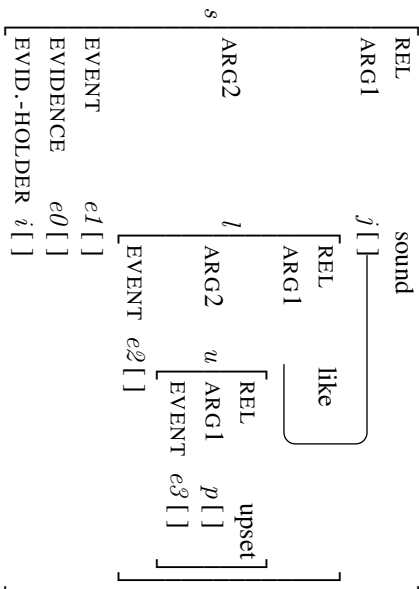 s REL sound
ARG1 j [ ]
ARG2 l REL like
ARG1
ARG2 u REL upset
ARG1 p [ ]
EVENT e3 [ ]
EVENT e2 [ ]
EVENT e1 [ ]
EVIDENCE e0 [ ]
EVID.-HOLDER i [ ]